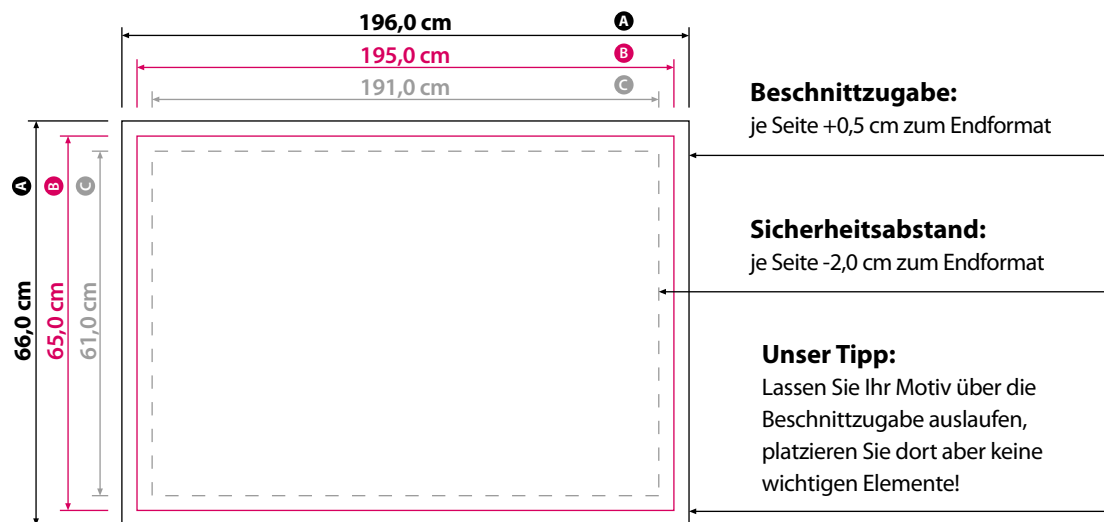 196,0 cm A
195,0 cm B
191,0 cm C
A
B
C
66,0 cm
65,0 cm
61,0 cm
Beschnittzugabe:
je Seite +0,5 cm zum Endformat
Sicherheitsabstand:
je Seite -2,0 cm zum Endformat
Unser Tipp:
Lassen Sie Ihr Motiv über die
Beschnittzugabe auslaufen,
platzieren Sie dort aber keine
wichtigen Elemente!